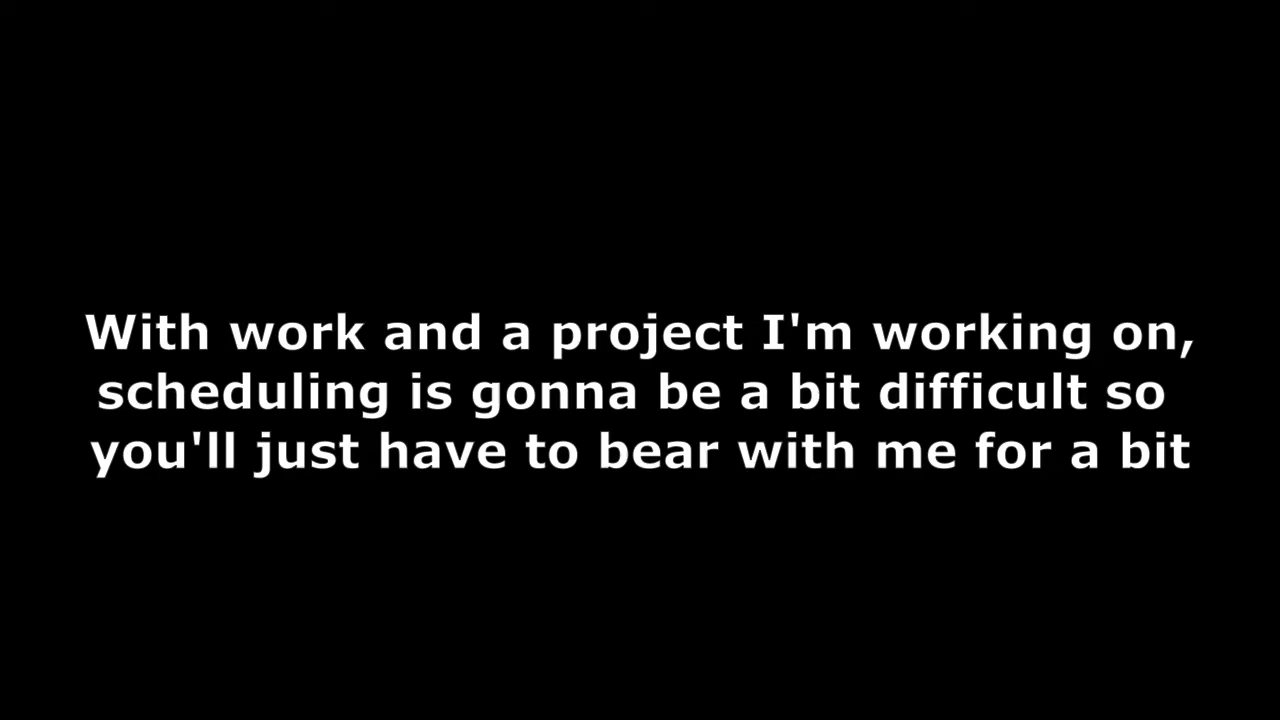 With work and a project I'm working on,
scheduling is gonna be a bit difficult so
you'll just have to bear with me for a bit